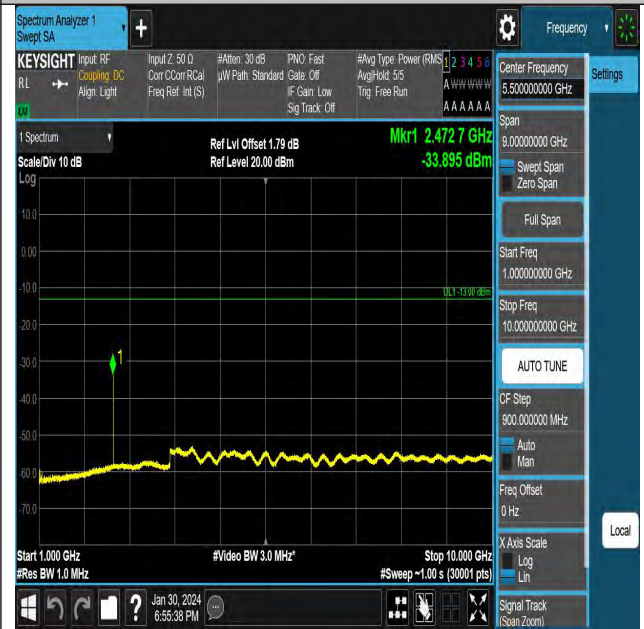 Spectrum Analyzer 1
Swept SA
+
Frequency
KEYSIGHT
RL
Input: RF
Coupling: DC
Align: Light
Input Z: 50 Ω
Corr CCorr RCal
Freq Ref: Int (S)
#Atten: 30 dB
µW Path: Standard
PNO: Fast
Gate: Off
IF Gain: Low
Sig Track: Off
#Avg Type: Power (RMS
Avg|Hold: 5/5
Trig: Free Run
1 2 3 4 5 6
A W W W W W
A A A A A A
1 Spectrum
Scale/Div 10 dB
Log
Ref Lvl Offset 1.79 dB
Ref Level 20.00 dBm
Mkr1 2.472 7 GHz
-33.895 dBm
10.0
0.00
-10.0
-20.0
-30.0
-40.0
-50.0
-60.0
-70.0
DL1 -13.00 dBm
1
Start 1.000 GHz
#Res BW 1.0 MHz
#Video BW 3.0 MHz*
Stop 10.000 GHz
#Sweep ~1.00 s (30001 pts)
Center Frequency
5.500000000 GHz
Settings
Span
9.00000000 GHz
Swept Span
Zero Span
Full Span
Start Freq
1.000000000 GHz
Stop Freq
10.000000000 GHz
AUTO TUNE
CF Step
900.000000 MHz
Auto
Man
Freq Offset
0 Hz
X Axis Scale
Log
Lin
Local
Signal Track
(Span Zoom)
?
Jan 30, 2024
6:55:38 PM